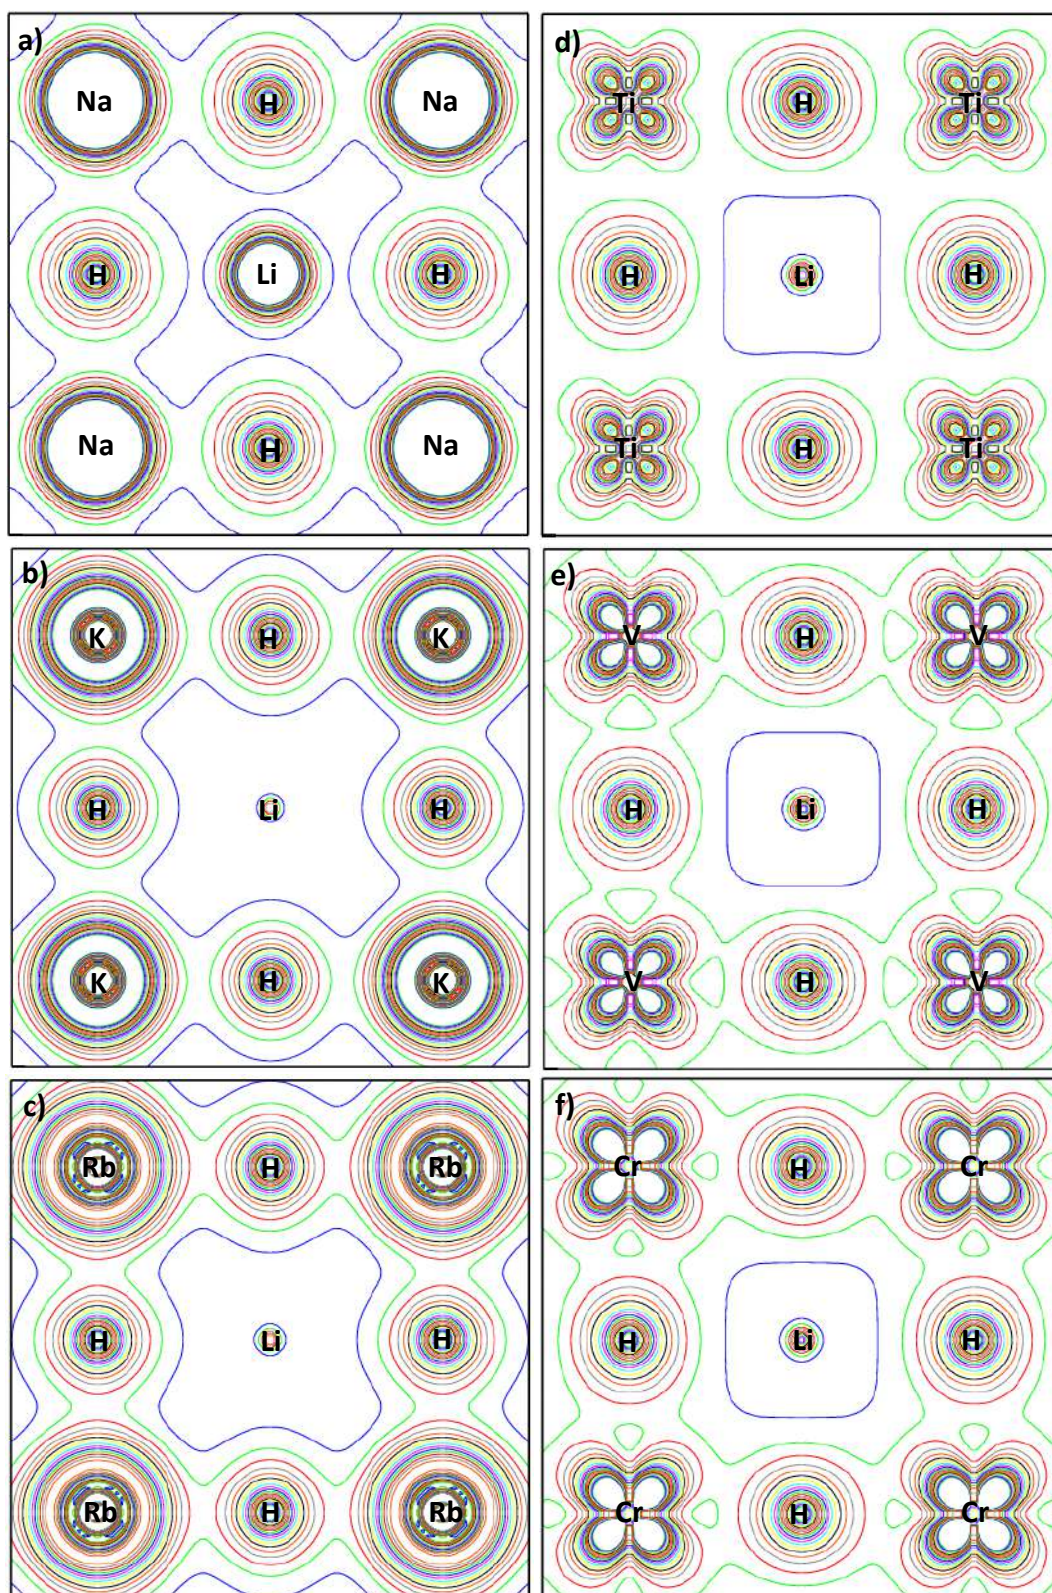 a)
Na H Na
H Li H
Na H Na
d)
Ti H Ti
H Li H
Ti H Ti
b)
K H K
H Li H
K H K
e)
V H V
H Li H
V H V
c)
Rb H Rb
H Li H
Rb H Rb
f)
Cr H Cr
H Li H
Cr H Cr